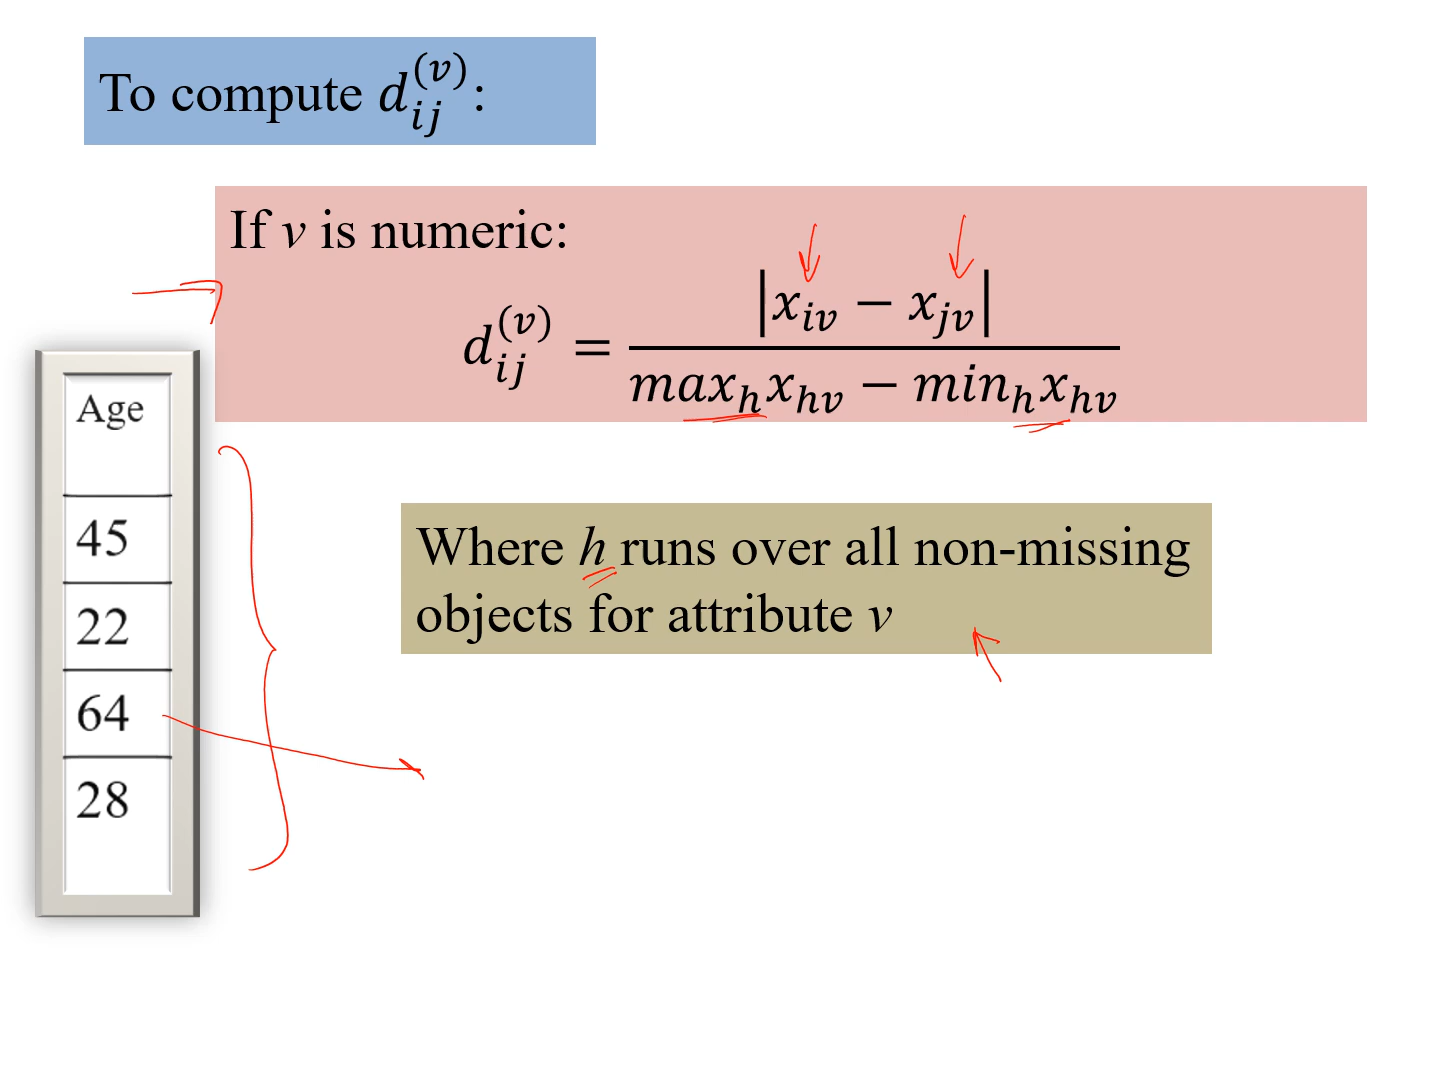 To compute d_{ij}^{(v)}:
If v is numeric:
d_{ij}^{(v)} = \frac{|x_{iv} − x_{jv}|}{max_h x_{hv} − min_h x_{hv}}
Where h runs over all non-missing
objects for attribute v
Age
45
22
64
28